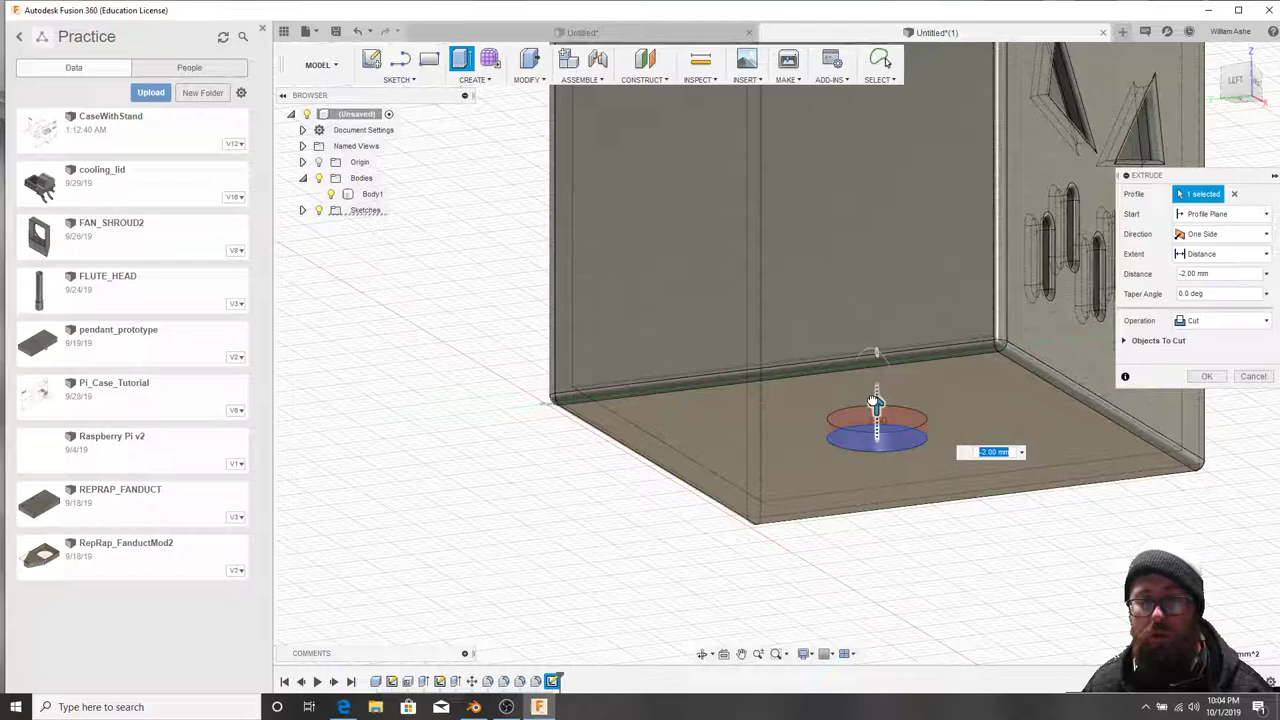 Autodesk Fusion 360 (Education License)
Practice
Untitled*
Untitled*(1)
William Ashe
Data
People
Upload
New Folder
MODEL
SKETCH
CREATE
MODIFY
ASSEMBLE
CONSTRUCT
INSPECT
INSERT
MAKE
ADD-INS
SELECT
LEFT
Z
Y
X
BROWSER
(Unsaved)
Document Settings
Named Views
Origin
Bodies
Body1
Sketches
CaseWithStand
1:12:40 AM
V12
cooling_lid
9/29/19
V16
FAN_SHROUD2
9/30/19
FLUTE_HEAD
9/24/19
V3
pendant_prototype
9/19/19
V2
Pi_Case_Tutorial
9/28/19
Raspberry Pi v2
9/4/19
V1
REPRAP_FANDUCT
9/18/19
V3
RepRap_FanductMod2
9/18/19
EXTRUDE
Profile
1 selected
Start
Profile Plane
Direction
One Side
Extent
Distance
Distance
-2.00 mm
Taper Angle
0.0 deg
Operation
Cut
Objects To Cut
OK
Cancel
-2.00 mm
COMMENTS
mm^2
Type here to search
10:04 PM
10/1/2019